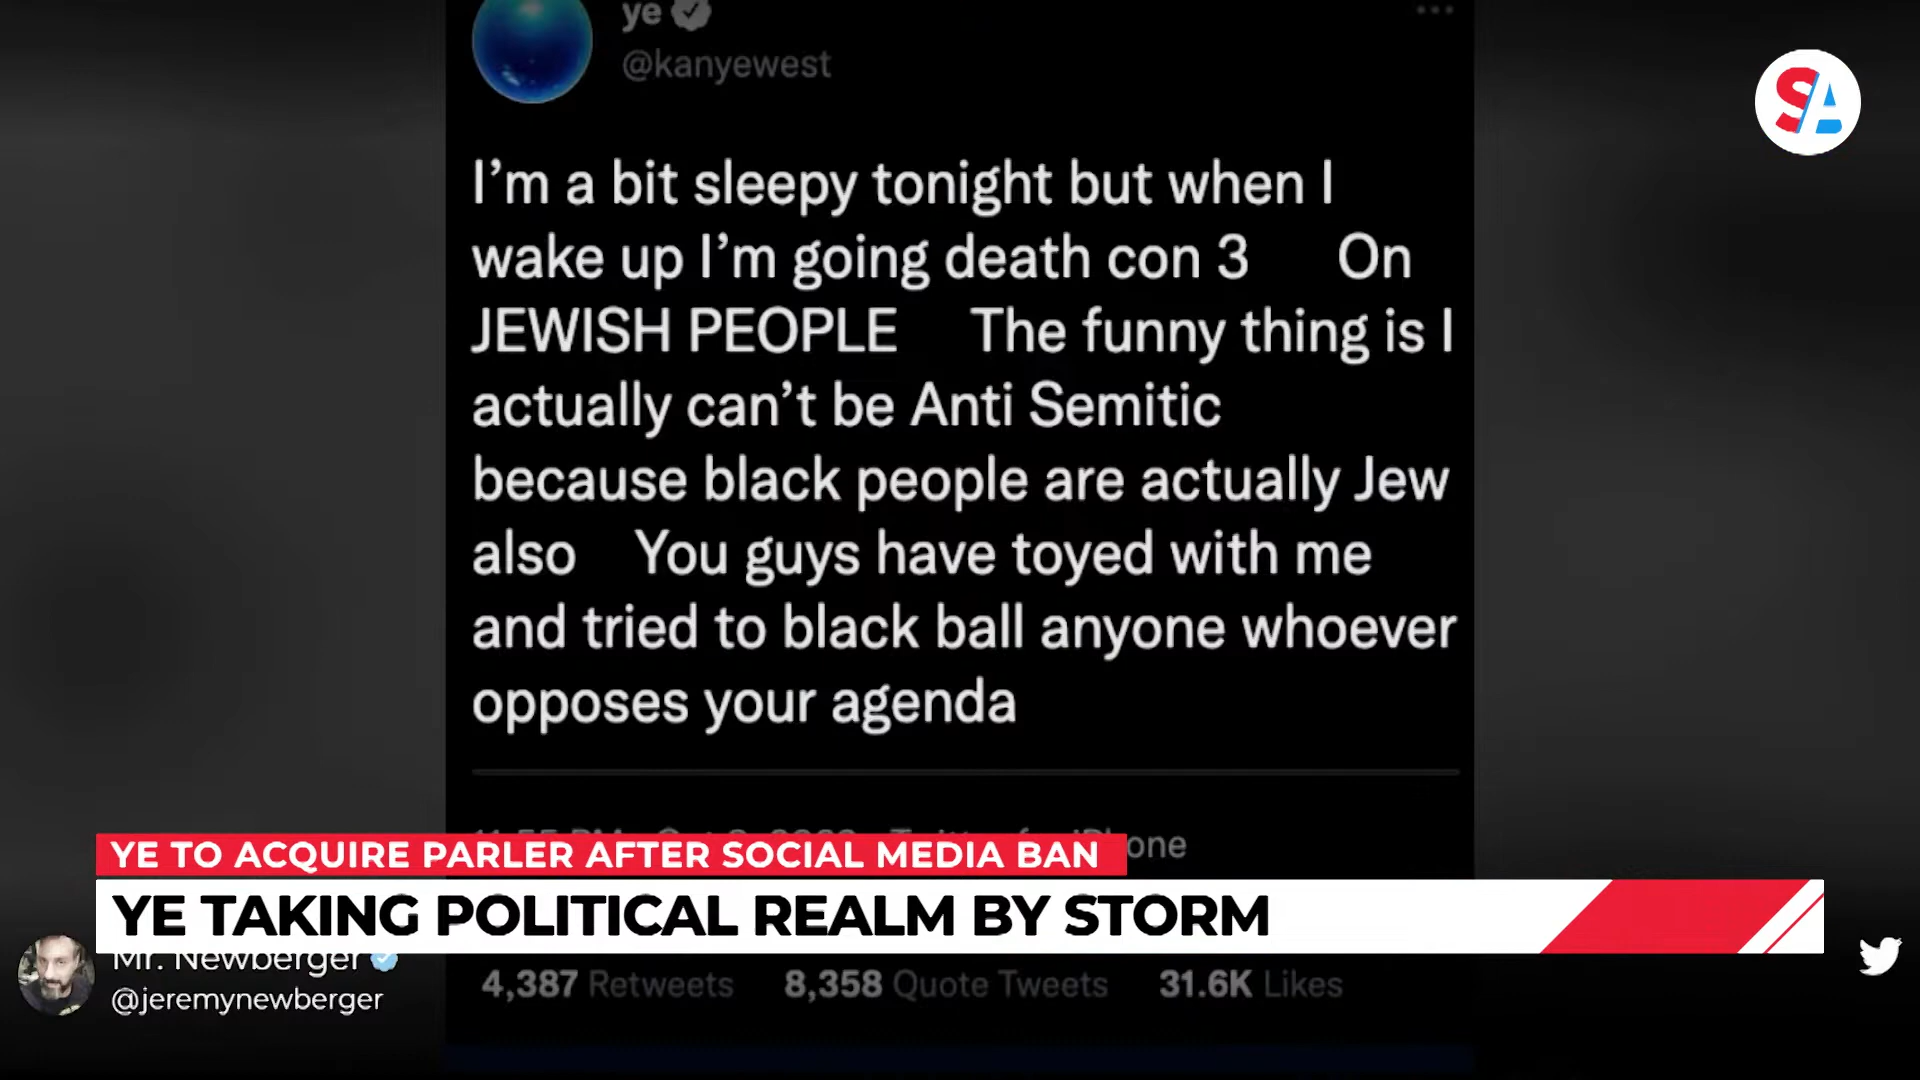 ye
@kanyewest
SA
I'm a bit sleepy tonight but when I
wake up I'm going death con 3 On
JEWISH PEOPLE The funny thing is I
actually can't be Anti Semitic
because black people are actually Jew
also You guys have toyed with me
and tried to black ball anyone whoever
opposes your agenda
YE TO ACQUIRE PARLER AFTER SOCIAL MEDIA BAN
YE TAKING POLITICAL REALM BY STORM
Mr. Newberger
@jeremynewberger
4,387 Retweets 8,358 Quote Tweets 31.6K Likes